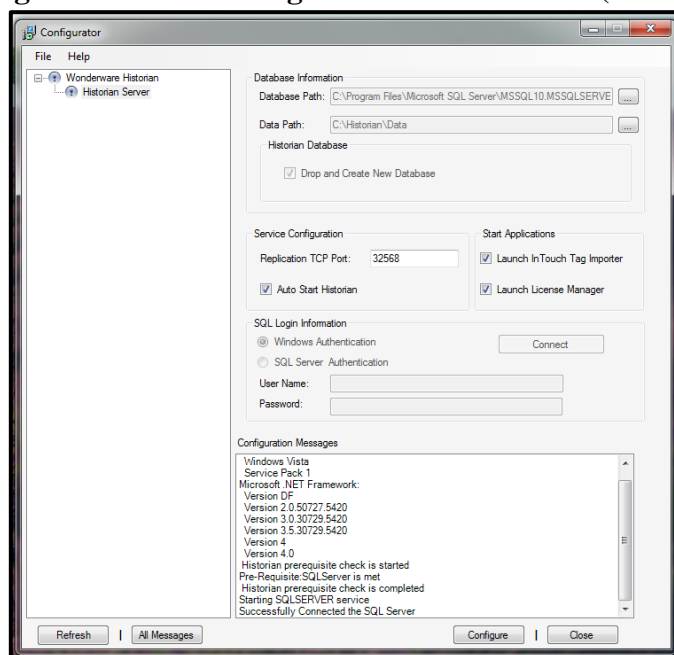 Configurator
File Help
Wonderware Historian
Historian Server
Database Information
Database Path: C:\Program Files\Microsoft SQL Server\MSSQL10.MSSQLSERVE ...
Data Path: C:\Historian\Data ...
Historian Database
Drop and Create New Database
Service Configuration
Replication TCP Port: 32568
Auto Start Historian
Start Applications
Launch InTouch Tag Importer
Launch License Manager
SQL Login Information
Windows Authentication
Connect
SQL Server Authentication
User Name:
Password:
Configuration Messages
Windows Vista
Service Pack 1
Microsoft .NET Framework:
Version DF
Version 2.0.50727.5420
Version 3.0.30729.5420
Version 3.5.30729.5420
Version 4
Version 4.0
Historian prerequisite check is started
Pre-Requisite:SQLServer is met
Historian prerequisite check is completed
Starting SQLSERVER service
Successfully Connected the SQL Server
Refresh | All Messages Configure | Close